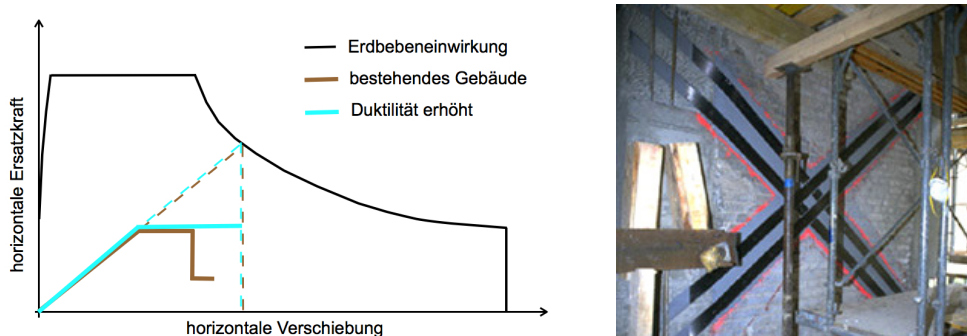 Erdbebeneinwirkung
bestehendes Gebäude
Duktilität erhöht
horizontale Ersatzkraft
horizontale Verschiebung